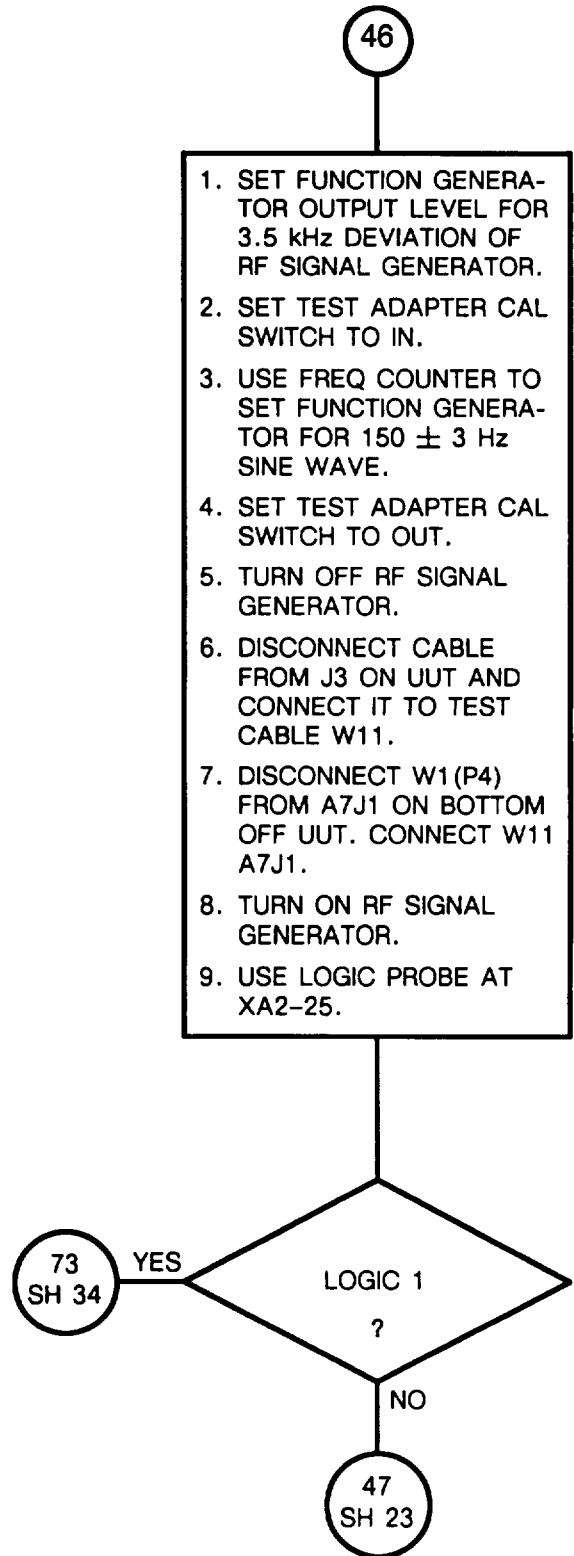 46
1. SET FUNCTION GENERA-
TOR OUTPUT LEVEL FOR
3.5 kHz DEVIATION OF
RF SIGNAL GENERATOR.
2. SET TEST ADAPTER CAL
SWITCH TO IN.
3. USE FREQ COUNTER TO
SET FUNCTION GENERA-
TOR FOR 150 ± 3 Hz
SINE WAVE.
4. SET TEST ADAPTER CAL
SWITCH TO OUT.
5. TURN OFF RF SIGNAL
GENERATOR.
6. DISCONNECT CABLE
FROM J3 ON UUT AND
CONNECT IT TO TEST
CABLE W11.
7. DISCONNECT W1(P4)
FROM A7J1 ON BOTTOM
OFF UUT. CONNECT W11
A7J1.
8. TURN ON RF SIGNAL
GENERATOR.
9. USE LOGIC PROBE AT
XA2-25.
73
SH 34
YES
LOGIC 1
?
NO
47
SH 23